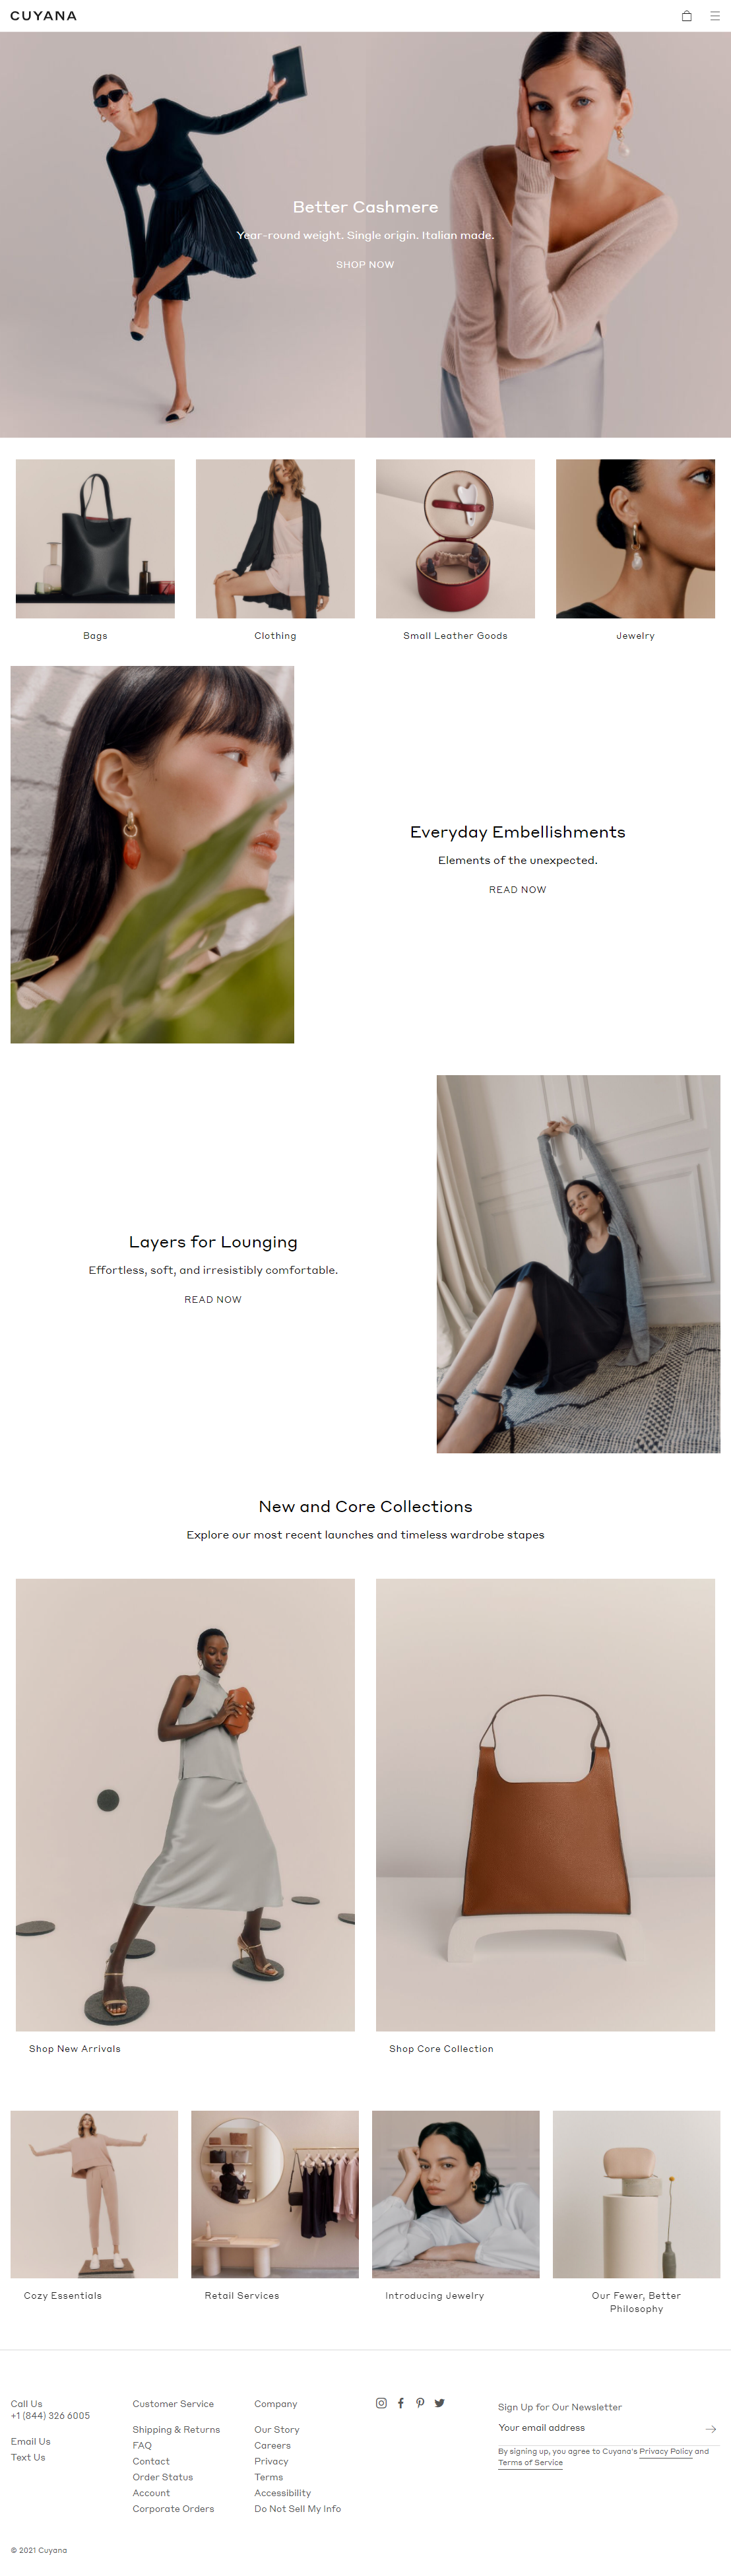 CUYANA
Better Cashmere
Year-round weight. Single origin. Italian made.
SHOP NOW
Bags
Clothing
Small Leather Goods
Jewelry
Everyday Embellishments
Elements of the unexpected.
READ NOW
Layers for Lounging
Effortless, soft, and irresistibly comfortable.
READ NOW
New and Core Collections
Explore our most recent launches and timeless wardrobe stapes
Shop New Arrivals
Shop Core Collection
Cozy Essentials
Retail Services
Introducing Jewelry
Our Fewer, Better
Philosophy
Call Us
+1 (844) 326 6005
Email Us
Text Us
Customer Service
Shipping & Returns
FAQ
Contact
Order Status
Account
Corporate Orders
Company
Our Story
Careers
Privacy
Terms
Accessibility
Do Not Sell My Info
Sign Up for Our Newsletter
Your email address
By signing up, you agree to Cuyana's Privacy Policy and
Terms of Service
© 2021 Cuyana